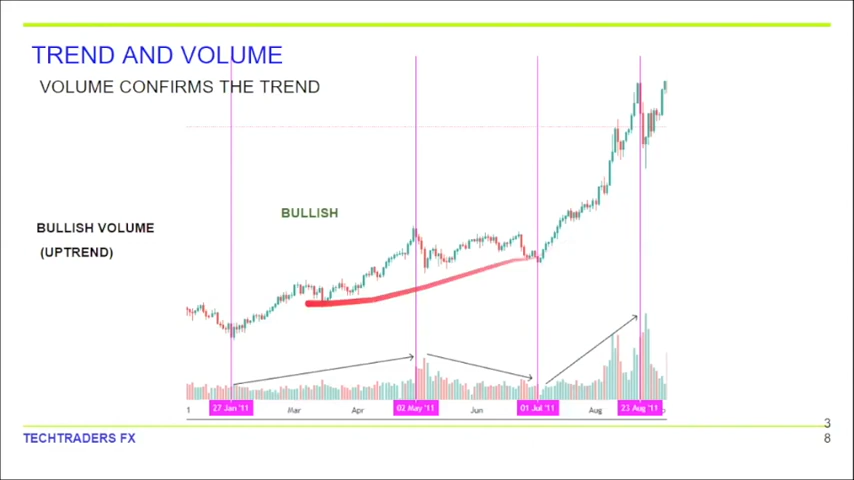 TREND AND VOLUME
VOLUME CONFIRMS THE TREND
BULLISH
BULLISH VOLUME
(UPTREND)
1 27 Jan '11 Mar Apr 02 May '11 Jun 01 Jul '11 Aug 23 Aug '11
TECHTRADERS FX
3
8